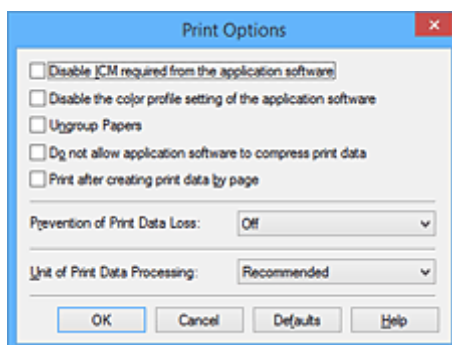 Print Options
Disable ICM required from the application software
Disable the color profile setting of the application software
Ungroup Papers
Do not allow application software to compress print data
Print after creating print data by page
Prevention of Print Data Loss: Off
Unit of Print Data Processing: Recommended
OK Cancel Defaults Help